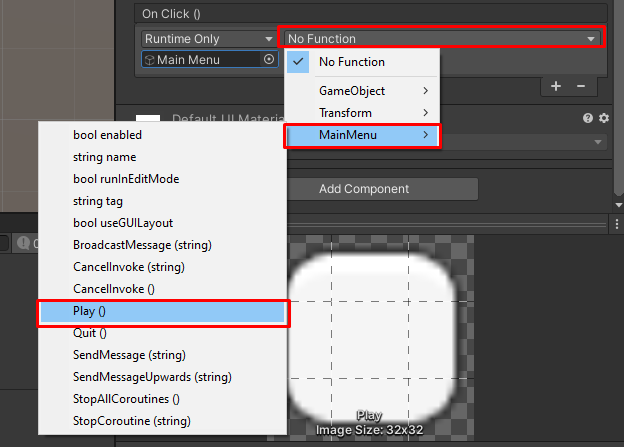 On Click ()
Runtime Only
No Function
Main Menu
No Function
GameObject
Transform
MainMenu
Default UI Material
Add Component
bool enabled
string name
bool runInEditMode
string tag
bool useGUILayout
BroadcastMessage (string)
CancelInvoke (string)
CancelInvoke ()
Play ()
Quit ()
SendMessage (string)
SendMessageUpwards (string)
StopAllCoroutines ()
StopCoroutine (string)
Play
Image Size: 32x32